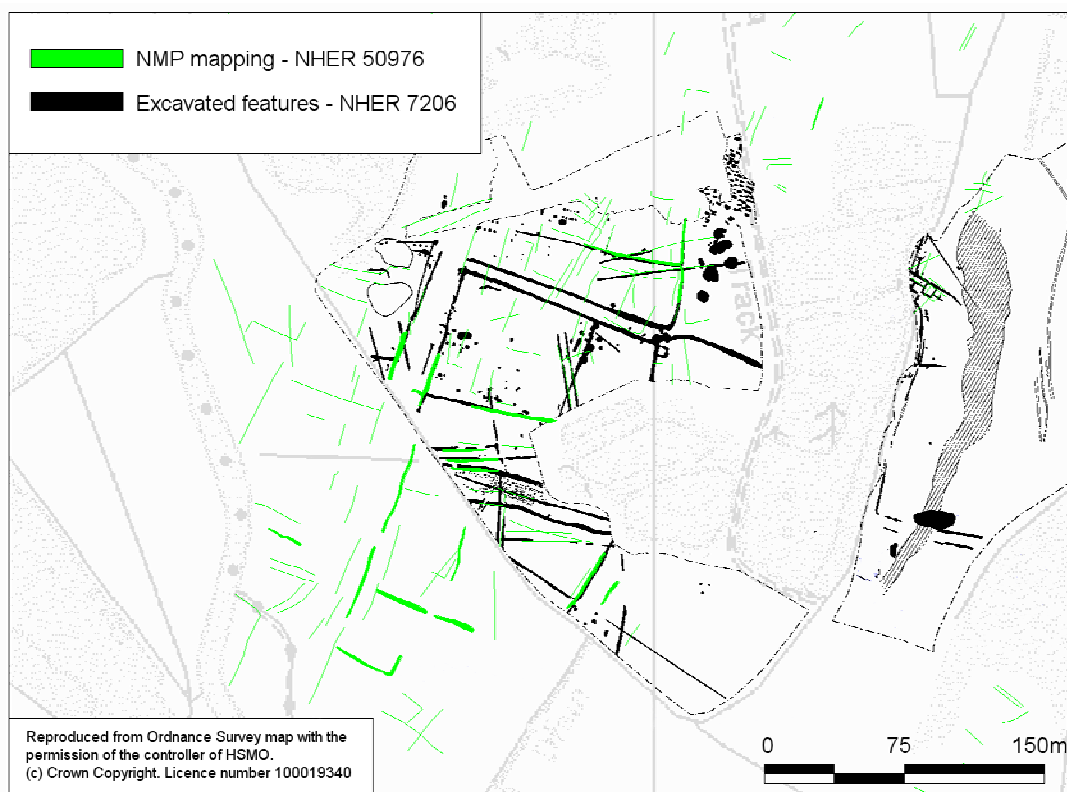 NMP mapping - NHER 50976
Excavated features - NHER 7206
Track
Reproduced from Ordnance Survey map with the
permission of the controller of HSMO.
(c) Crown Copyright. Licence number 100019340
0 75 150m